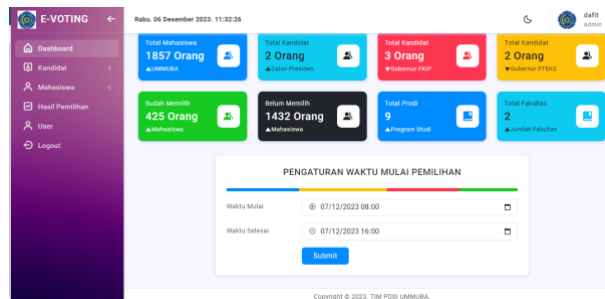 E-VOTING
Rabu. 06 Desember 2023. 11:32:26
dafit
Admin
Dashboard
Kandidat
Mahasiswa
Hasil Pemilihan
User
Logout
Total Mahasiswa
1857 Orang
▲UMMUBA
Total Kandidat
2 Orang
▲Calon Presiden
Total Kandidat
3 Orang
▼Gubernur FKIP
Total Kandidat
2 Orang
▼Gubernur FTEKS
Sudah Memilih
425 Orang
▲Mahasiswa
Belum Memilih
1432 Orang
▲Mahasiswa
Total Prodi
9
▲Program Studi
Total Fakultas
2
▲Jumlah Fakultas
PENGATURAN WAKTU MULAI PEMILIHAN
Waktu Mulai
07/12/2023 08:00
Waktu Selesai
07/12/2023 16:00
Submit
Copyright © 2023. TIM PDSI UMMUBA.